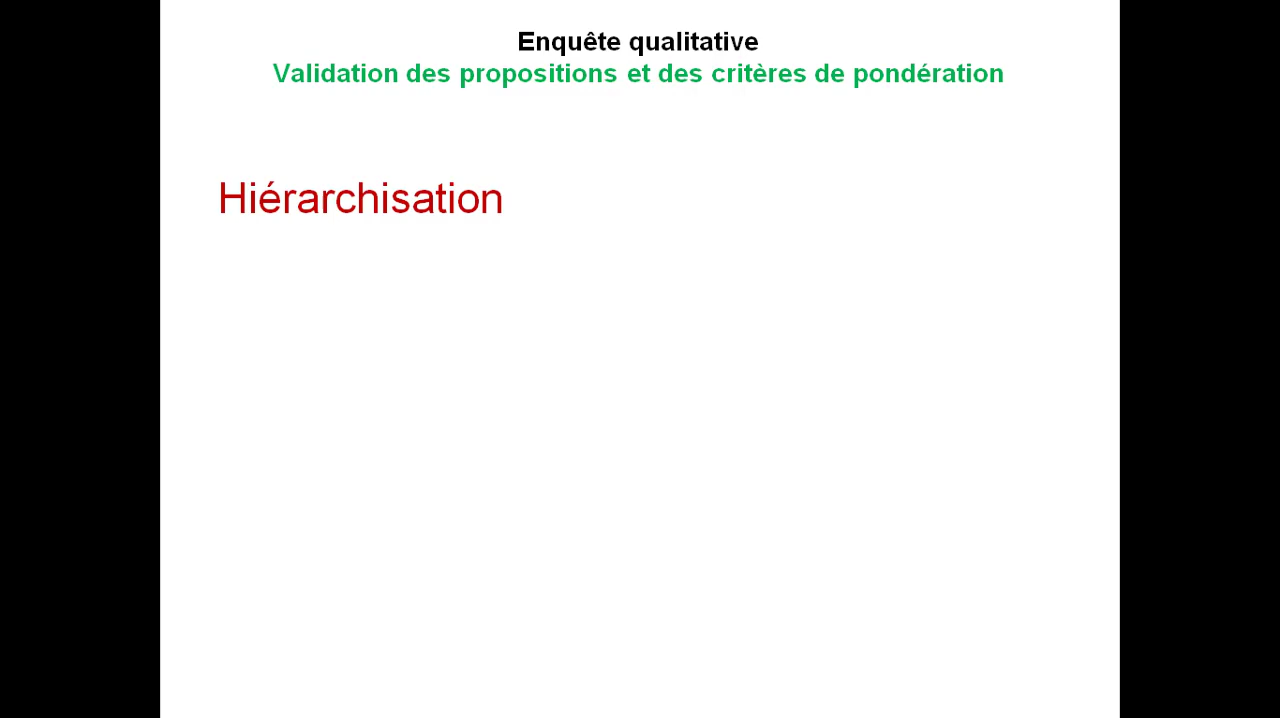 Enquête qualitative
Validation des propositions et des critères de pondération
Hiérarchisation